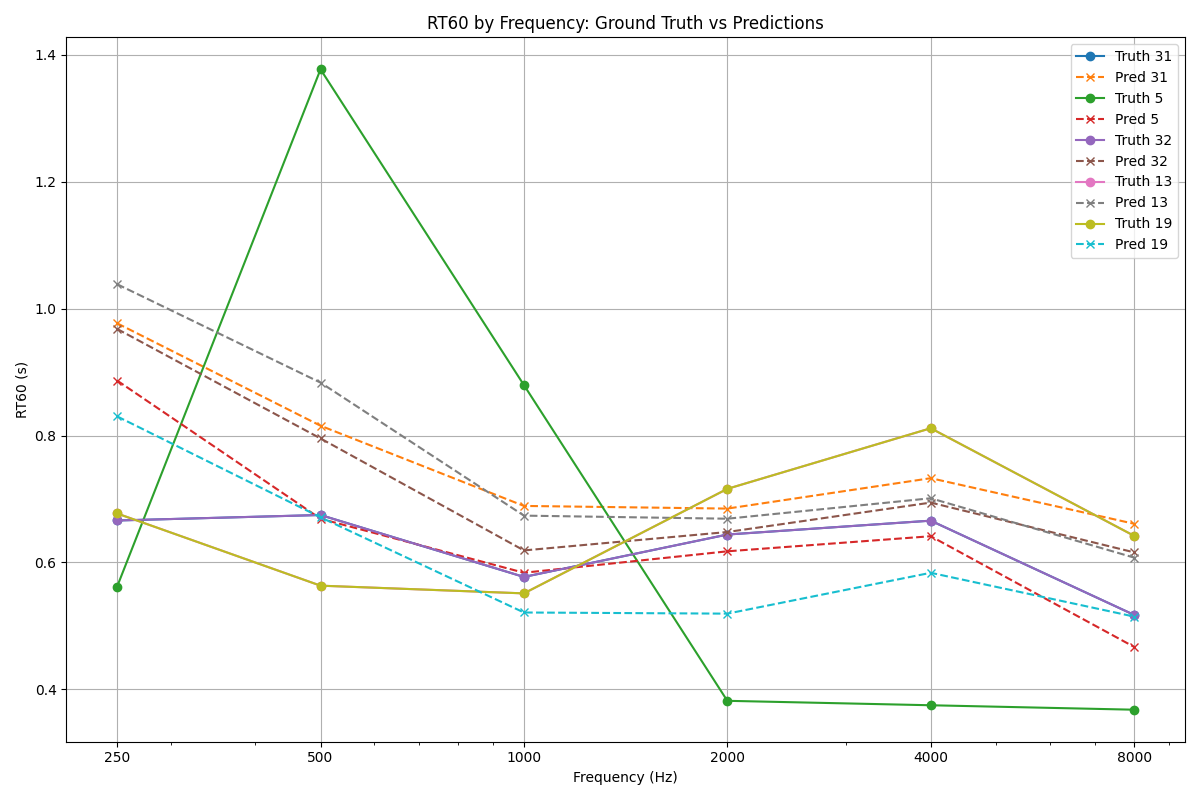 RT60 by Frequency: Ground Truth vs Predictions
1.4
1.2
1.0
0.8
0.6
0.4
RT60 (s)
250
500
1000
2000
4000
8000
Frequency (Hz)
Truth 31
Pred 31
Truth 5
Pred 5
Truth 32
Pred 32
Truth 13
Pred 13
Truth 19
Pred 19